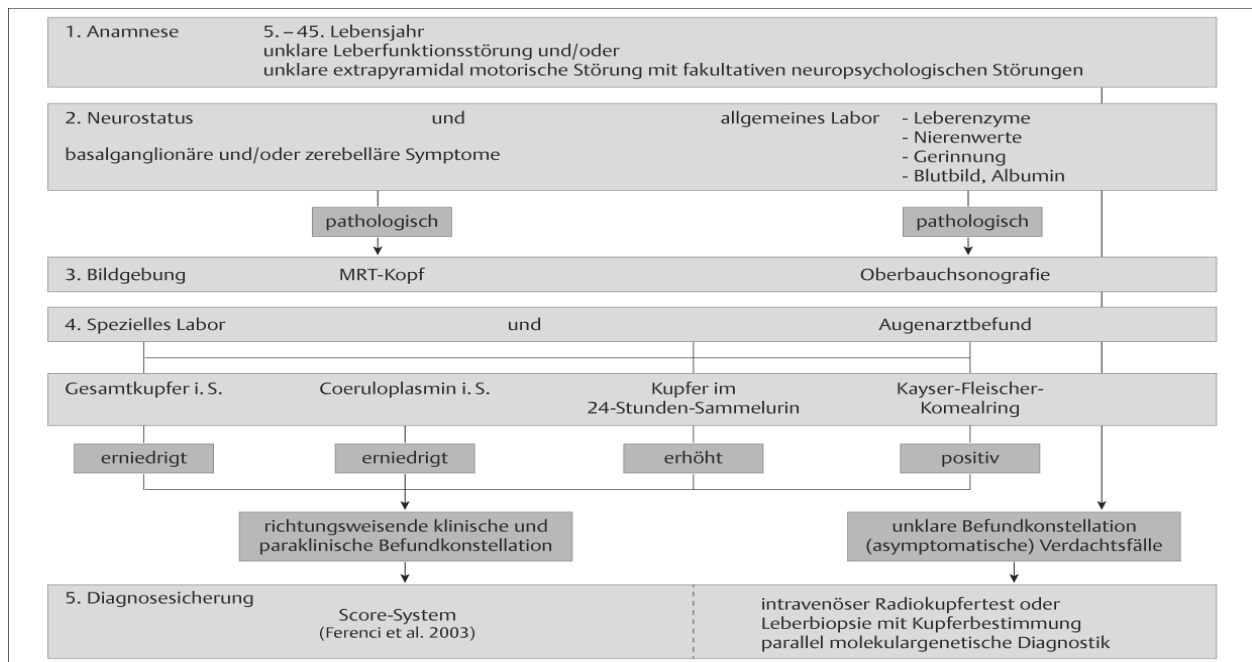 1. Anamnese 5. – 45. Lebensjahr
unklare Leberfunktionsstörung und/oder
unklare extrapyramidal motorische Störung mit fakultativen neuropsychologischen Störungen
2. Neurostatus und allgemeines Labor - Leberenzyme
- Nierenwerte
basalganglionäre und/oder zerebelläre Symptome
- Gerinnung
- Blutbild, Albumin
pathologisch pathologisch
3. Bildgebung MRT-Kopf Oberbauchsonografie
4. Spezielles Labor und Augenarztbefund
Gesamtkupfer i. S. Coeruloplasmin i. S. Kupfer im Kayser-Fleischer-
24-Stunden-Sammelurin Komealring
erniedrigt erniedrigt erhöht positiv
richtungsweisende klinische und
paraklinische Befundkonstellation
unklare Befundkonstellation
(asymptomatische) Verdachtsfälle
5. Diagnosesicherung
Score-System
(Ferenci et al. 2003)
intravenöser Radiokupfertest oder
Leberbiopsie mit Kupferbestimmung
parallel molekulargenetische Diagnostik